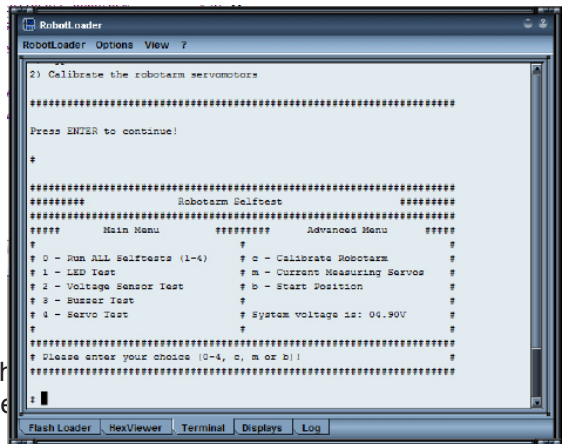 RobotLoader
RobotLoader Options View ?
2) Calibrate the robotarm servomotors
######################################################################
Press ENTER to continue!
#
######################################################################
######### Robotarm Selftest #########
######################################################################
##### Main Menu ######### Advanced Menu #####
# # #
# 0 - Run ALL Selftests (1-4) # c - Calibrate Robotarm #
# 1 - LED Test # m - Current Measuring Servos #
# 2 - Voltage Sensor Test # b - Start Position #
# 3 - Buzzer Test # #
# 4 - Servo Test # System voltage is: 04.90V #
# # #
######################################################################
# Please enter your choice (0-4, c, m or b)! #
######################################################################
#
Flash Loader HexViewer Terminal Displays Log